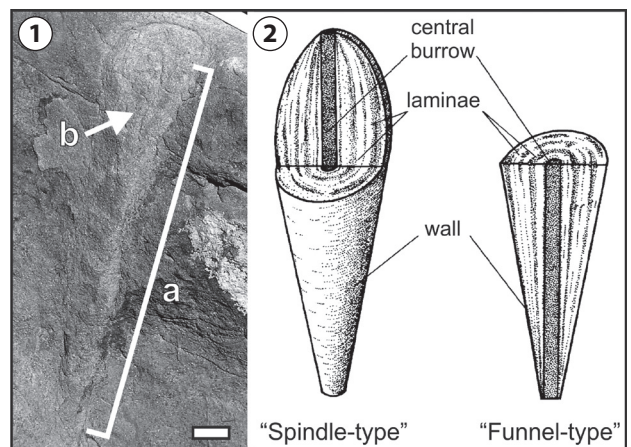 1
b
a
2
central
burrow
laminae
wall
“Spindle-type”
“Funnel-type”